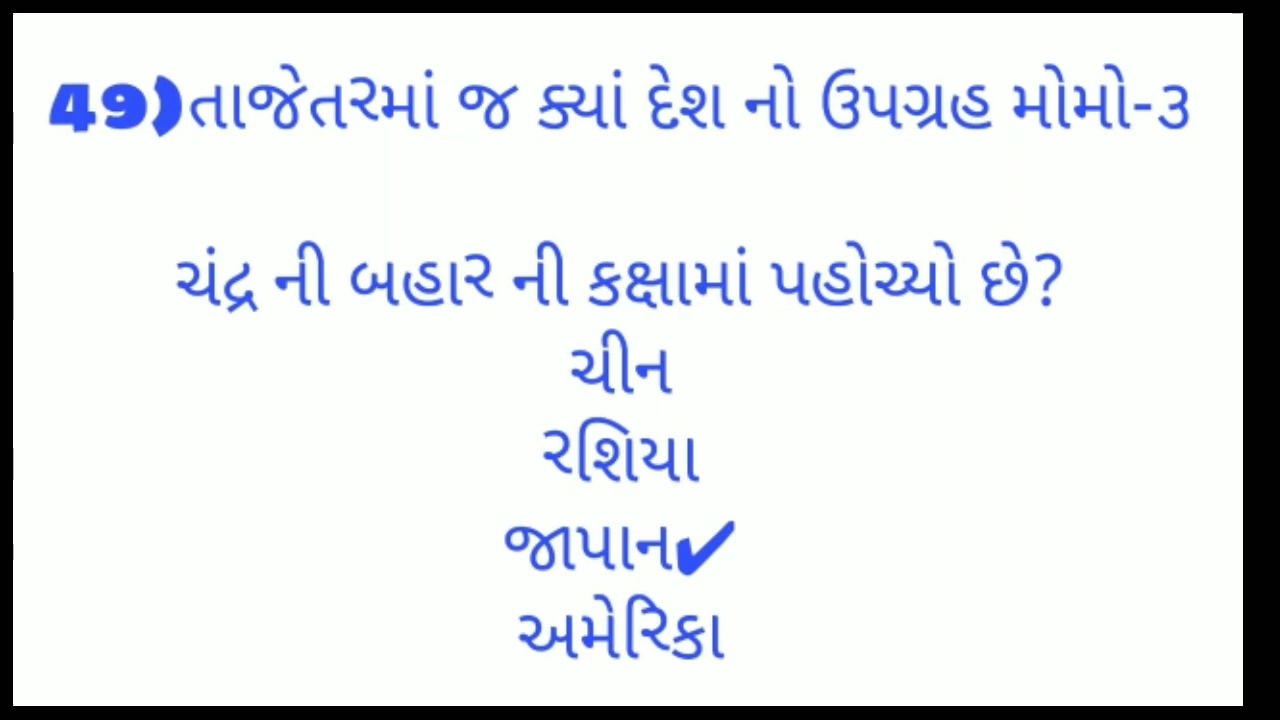 49)તાજેતરમાં જ ક્યાં દેશ નો ઉપગ્રહ મોમો-૩
ચંદ્ર ની બહાર ની કક્ષામાં પહોચ્યો છે?
ચીન
રશિયા
જાપાન✔
અમેરિકા